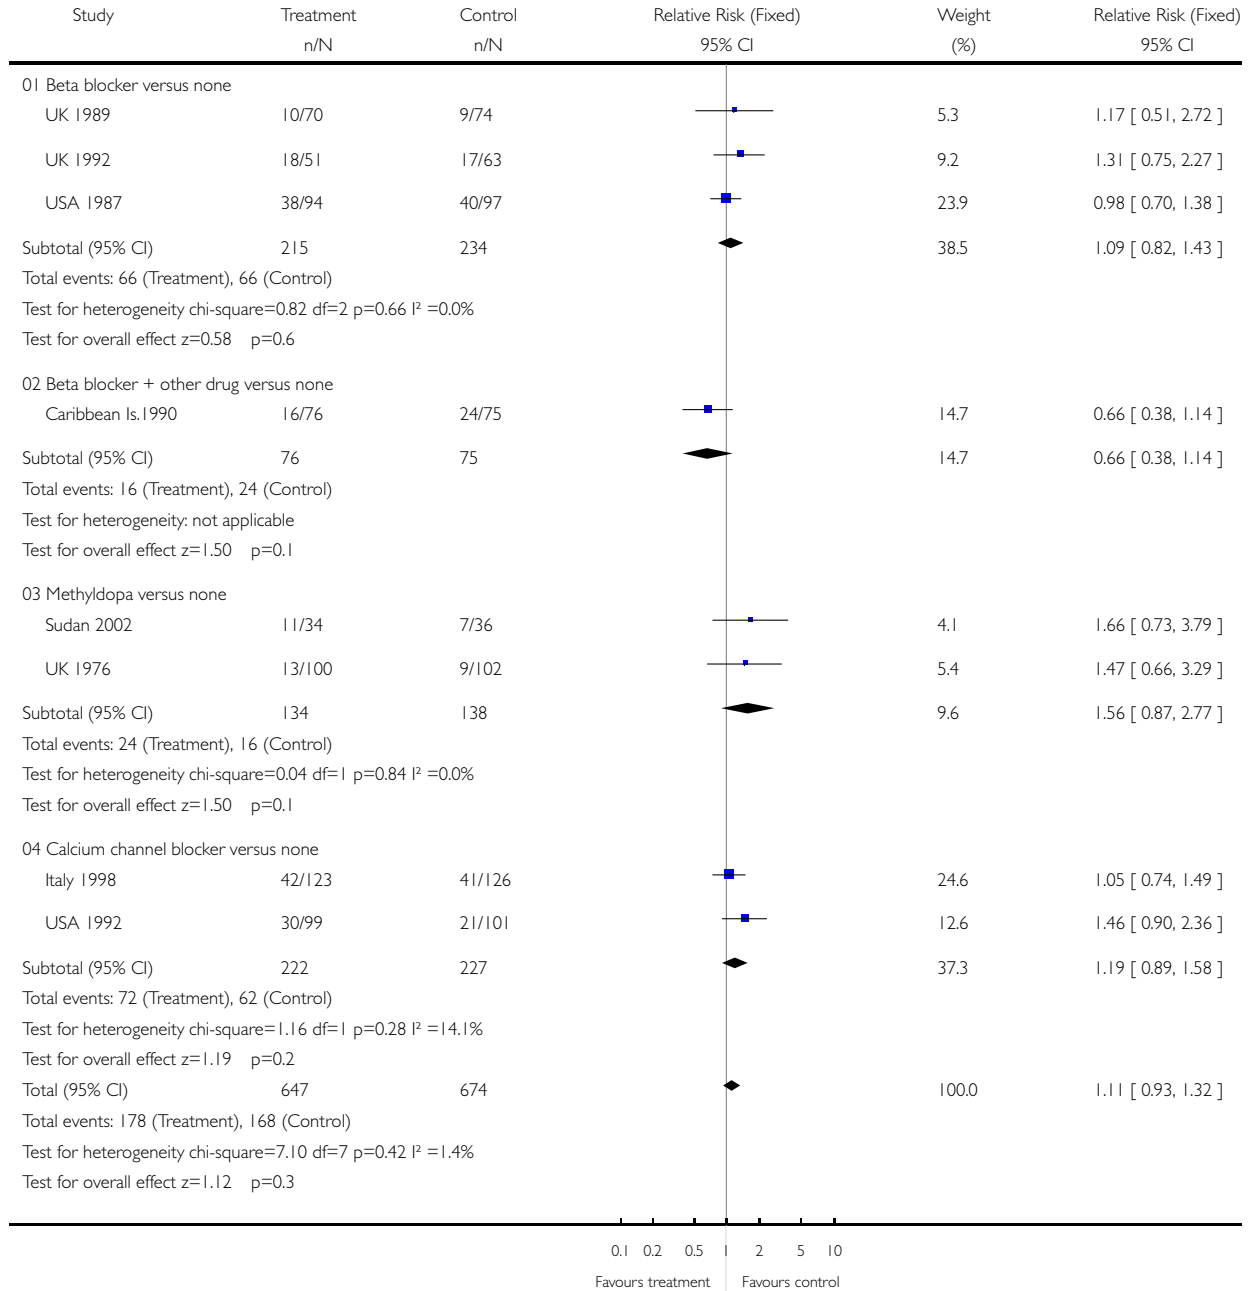 Study Treatment Control Relative Risk (Fixed) Weight Relative Risk (Fixed)
n/N n/N 95% CI (%) 95% CI
01 Beta blocker versus none
UK 1989 10/70 9/74 5.3 1.17 [ 0.51, 2.72 ]
UK 1992 18/51 17/63 9.2 1.31 [ 0.75, 2.27 ]
USA 1987 38/94 40/97 23.9 0.98 [ 0.70, 1.38 ]
Subtotal (95% CI) 215 234 38.5 1.09 [ 0.82, 1.43 ]
Total events: 66 (Treatment), 66 (Control)
Test for heterogeneity chi-square=0.82 df=2 p=0.66 I² =0.0%
Test for overall effect z=0.58 p=0.6
02 Beta blocker + other drug versus none
Caribbean Is.1990 16/76 24/75 14.7 0.66 [ 0.38, 1.14 ]
Subtotal (95% CI) 76 75 14.7 0.66 [ 0.38, 1.14 ]
Total events: 16 (Treatment), 24 (Control)
Test for heterogeneity: not applicable
Test for overall effect z=1.50 p=0.1
03 Methyldopa versus none
Sudan 2002 11/34 7/36 4.1 1.66 [ 0.73, 3.79 ]
UK 1976 13/100 9/102 5.4 1.47 [ 0.66, 3.29 ]
Subtotal (95% CI) 134 138 9.6 1.56 [ 0.87, 2.77 ]
Total events: 24 (Treatment), 16 (Control)
Test for heterogeneity chi-square=0.04 df=1 p=0.84 I² =0.0%
Test for overall effect z=1.50 p=0.1
04 Calcium channel blocker versus none
Italy 1998 42/123 41/126 24.6 1.05 [ 0.74, 1.49 ]
USA 1992 30/99 21/101 12.6 1.46 [ 0.90, 2.36 ]
Subtotal (95% CI) 222 227 37.3 1.19 [ 0.89, 1.58 ]
Total events: 72 (Treatment), 62 (Control)
Test for heterogeneity chi-square=1.16 df=1 p=0.28 I² =14.1%
Test for overall effect z=1.19 p=0.2
Total (95% CI) 647 674 100.0 1.11 [ 0.93, 1.32 ]
Total events: 178 (Treatment), 168 (Control)
Test for heterogeneity chi-square=7.10 df=7 p=0.42 I² =1.4%
Test for overall effect z=1.12 p=0.3
0.1 0.2 0.5 1 2 5 10
Favours treatment Favours control